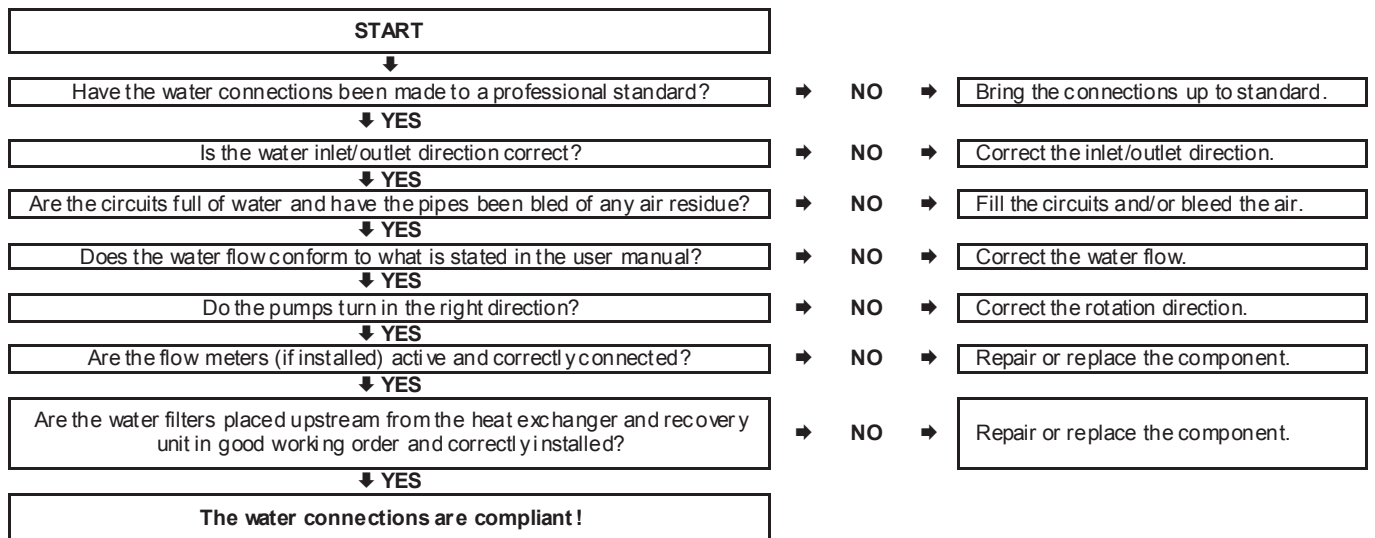 START
Have the water connections been made to a professional standard? NO Bring the connections up to standard.
YES
Is the water inlet/outlet direction correct? NO Correct the inlet/outlet direction.
YES
Are the circuits full of water and have the pipes been bled of any air residue? NO Fill the circuits and/or bleed the air.
YES
Does the water flow conform to what is stated in the user manual? NO Correct the water flow.
YES
Do the pumps turn in the right direction? NO Correct the rotation direction.
YES
Are the flow meters (if installed) active and correctly connected? NO Repair or replace the component.
YES
Are the water filters placed upstream from the heat exchanger and recovery
unit in good working order and correctly installed? NO Repair or replace the component.
YES
The water connections are compliant!